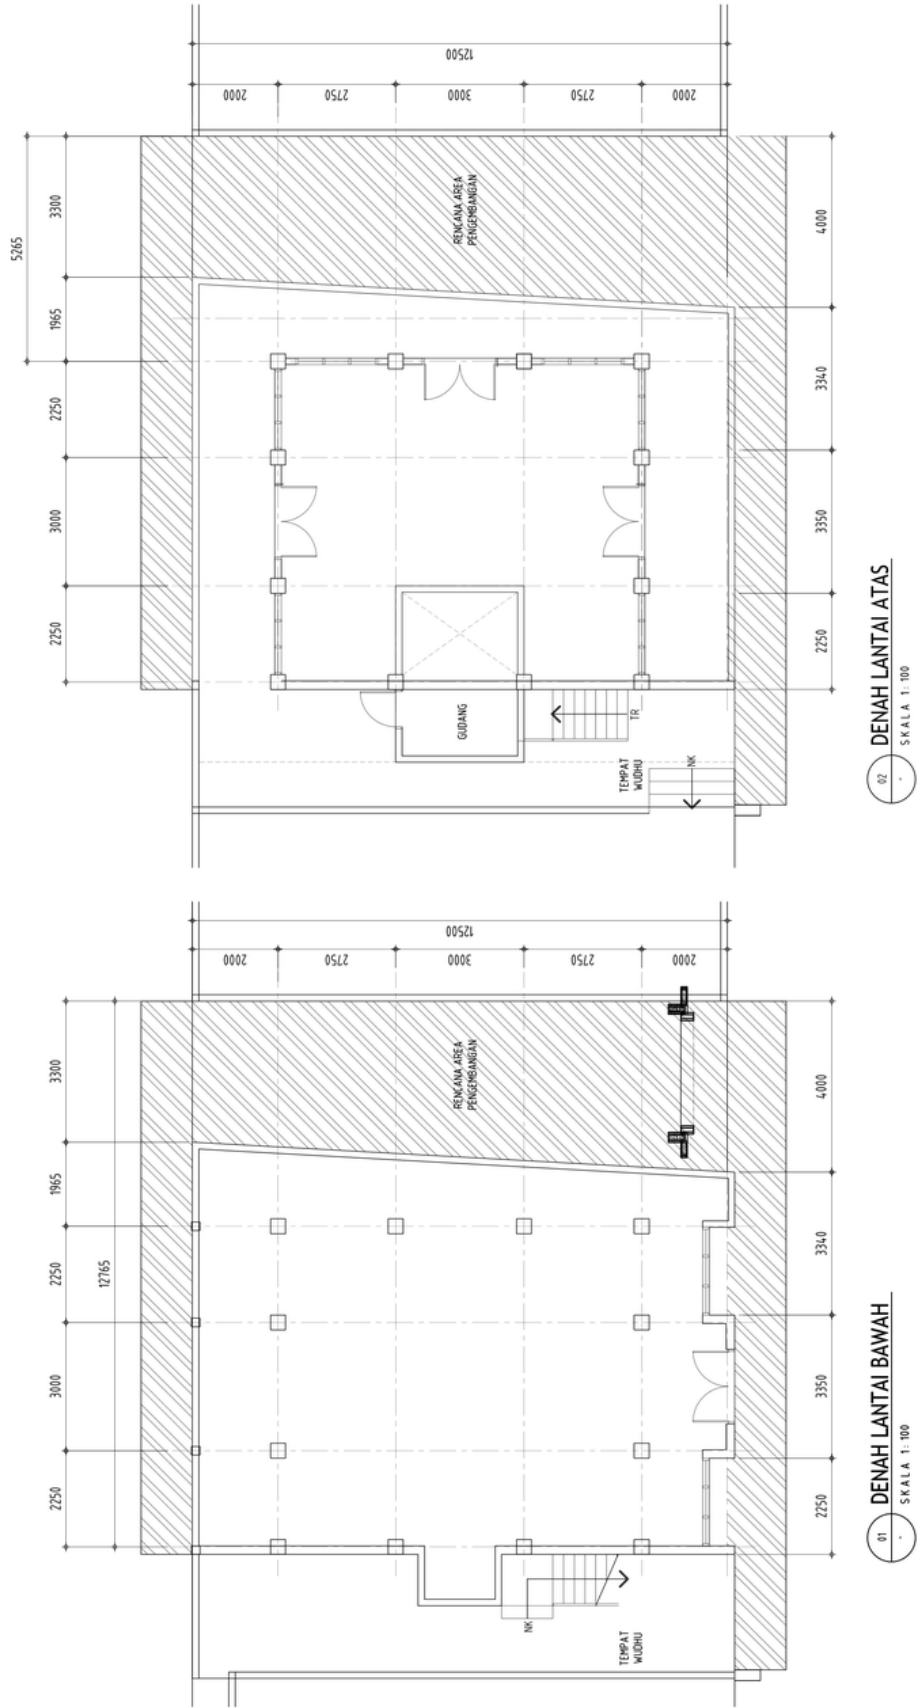 5265
3300
1965
2250
3000
2250
12500
2000
2750
3000
2750
2000
RENCANA AREA
PENGEMBANGAN
GUDANG
TR
TEMPAT
WUDHU
NK
4000
3340
3350
2250
02
-
DENAH LANTAI ATAS
SKALA 1 : 100
12765
3300
1965
2250
3000
2250
12500
2000
2750
3000
2750
2000
RENCANA AREA
PENGEMBANGAN
NK
TEMPAT
WUDHU
4000
3340
3350
2250
01
-
DENAH LANTAI BAWAH
SKALA 1 : 100